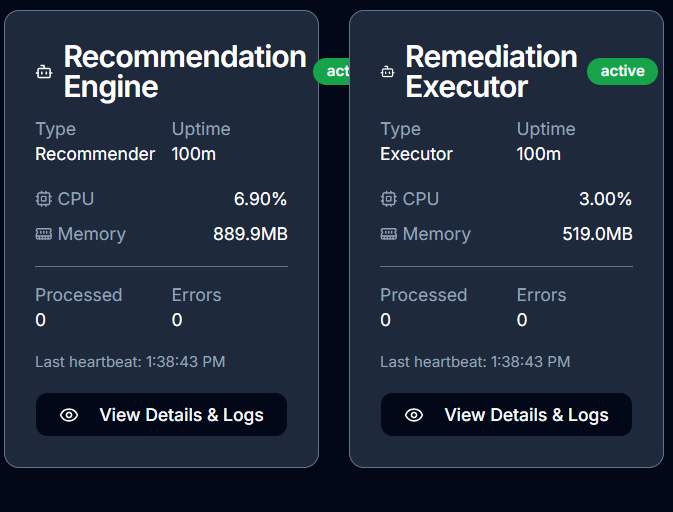 Recommendation
Engine
act
Type
Uptime
Recommender
100m
CPU
6.90%
Memory
889.9MB
Processed
Errors
0
0
Last heartbeat: 1:38:43 PM
View Details & Logs
Remediation
Executor
active
Type
Uptime
Executor
100m
CPU
3.00%
Memory
519.0MB
Processed
Errors
0
0
Last heartbeat: 1:38:43 PM
View Details & Logs